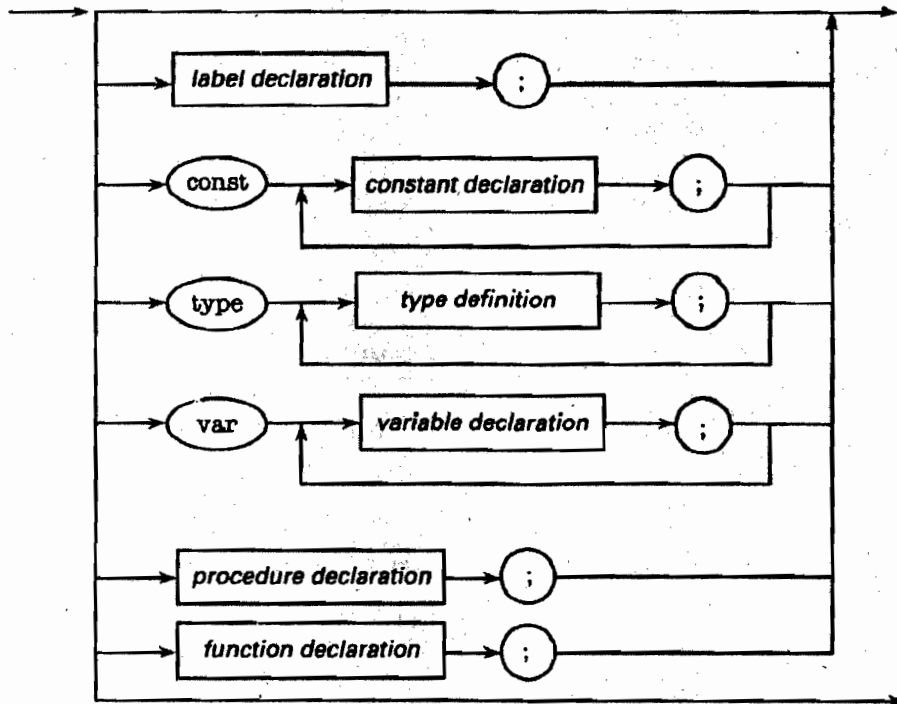 label declaration ;
const constant declaration ;
type type definition ;
var variable declaration ;
procedure declaration ;
function declaration ;